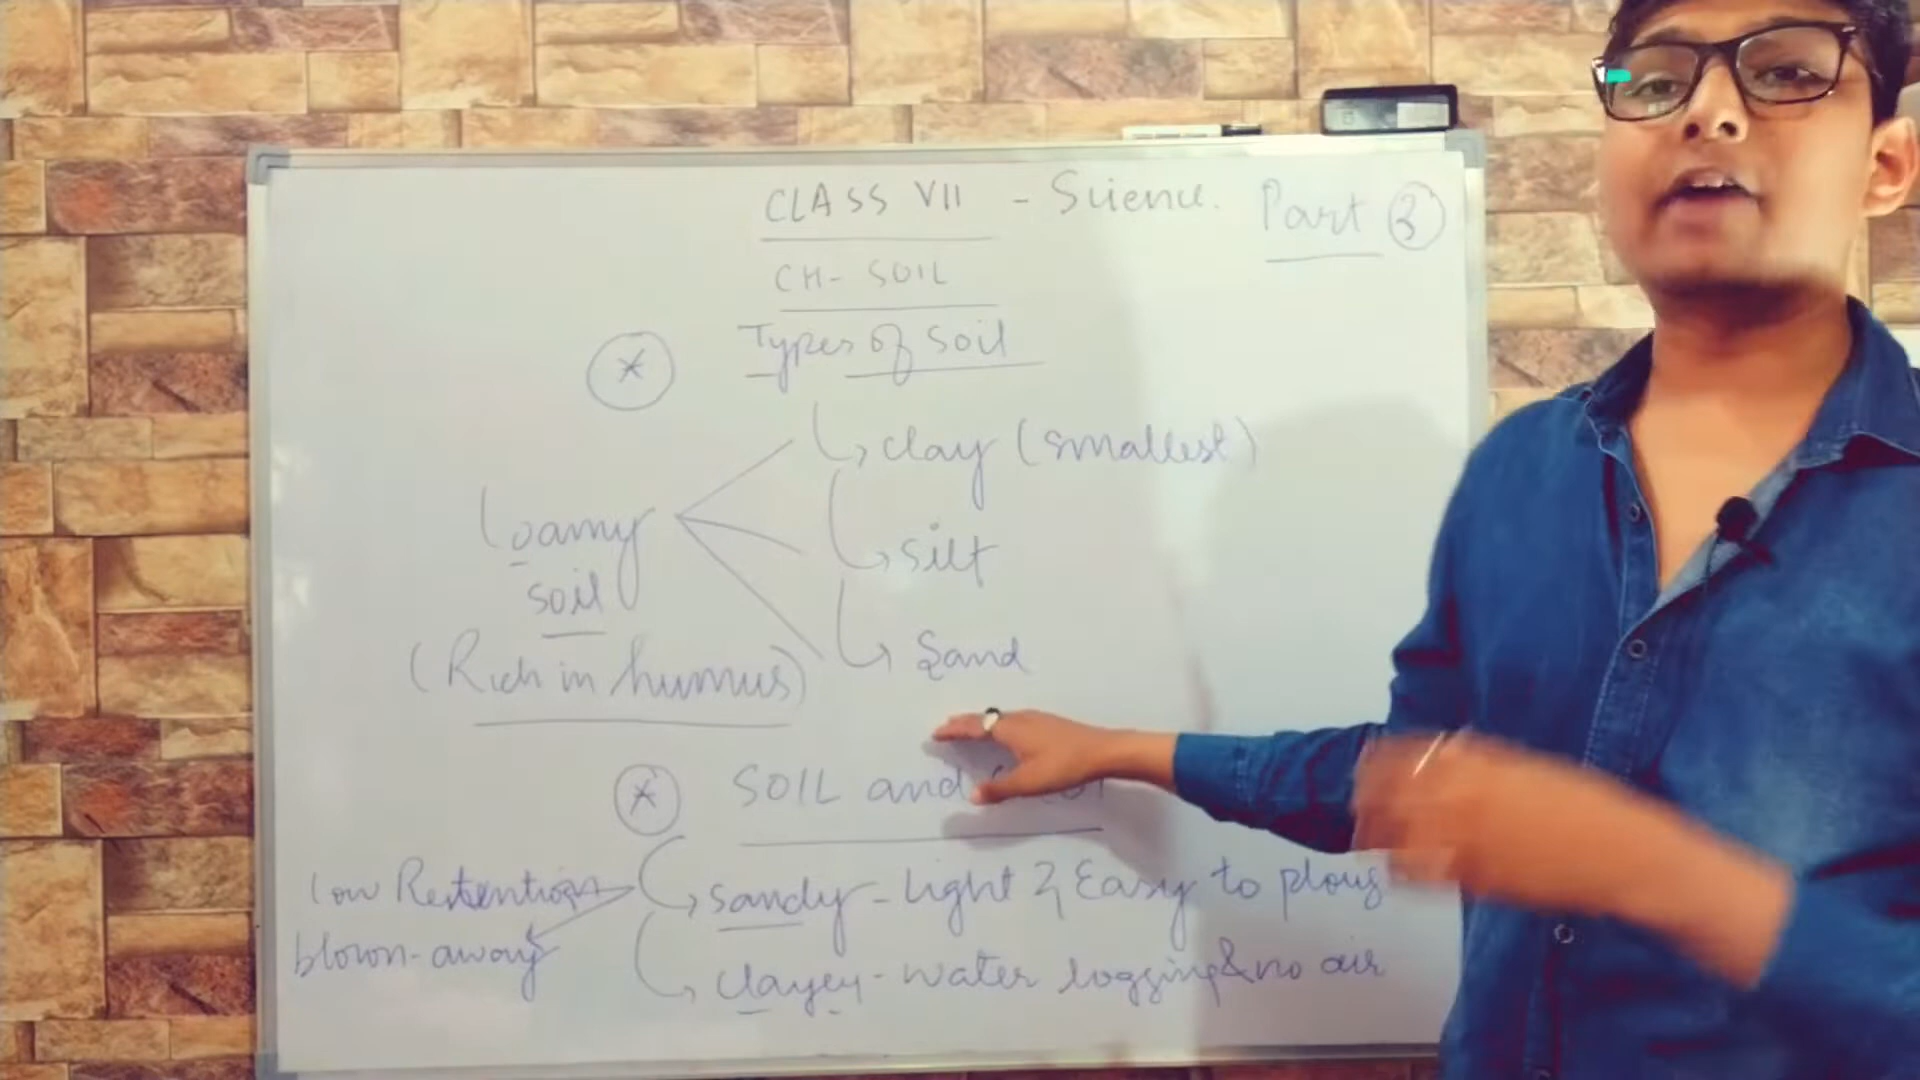 CLASS VII - Science. Part 3
CH- SOIL
* Types of Soil
clay (smallest)
Loamy
soil
silt
Sand
(Rich in humus)
* SOIL and
Low Retention
sandy - Light & Easy to ploug
blown-away
clayey - water logging & no air